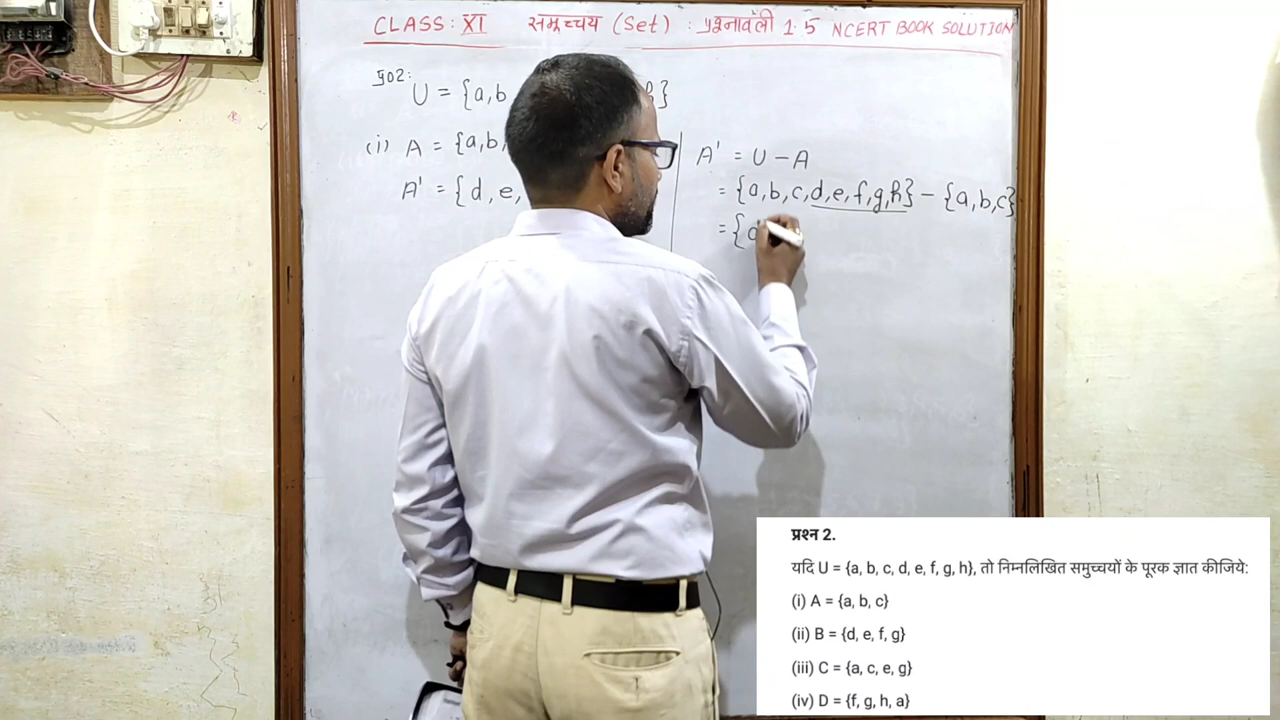 CLASS: XI समुच्चय (Set) : प्रश्नावली 1.5 NCERT BOOK SOLUTION
प्र02:
U = {a,b h}
(i) A = {a,b,
A' = {d, e,
A' = U - A
= {a,b,c,d,e,f,g,h} - {a,b,c}
= {d
प्रश्न 2.
यदि U = {a, b, c, d, e, f, g, h}, तो निम्नलिखित समुच्चयों के पूरक ज्ञात कीजिये:
(i) A = {a, b, c}
(ii) B = {d, e, f, g}
(iii) C = {a, c, e, g}
(iv) D = {f, g, h, a}